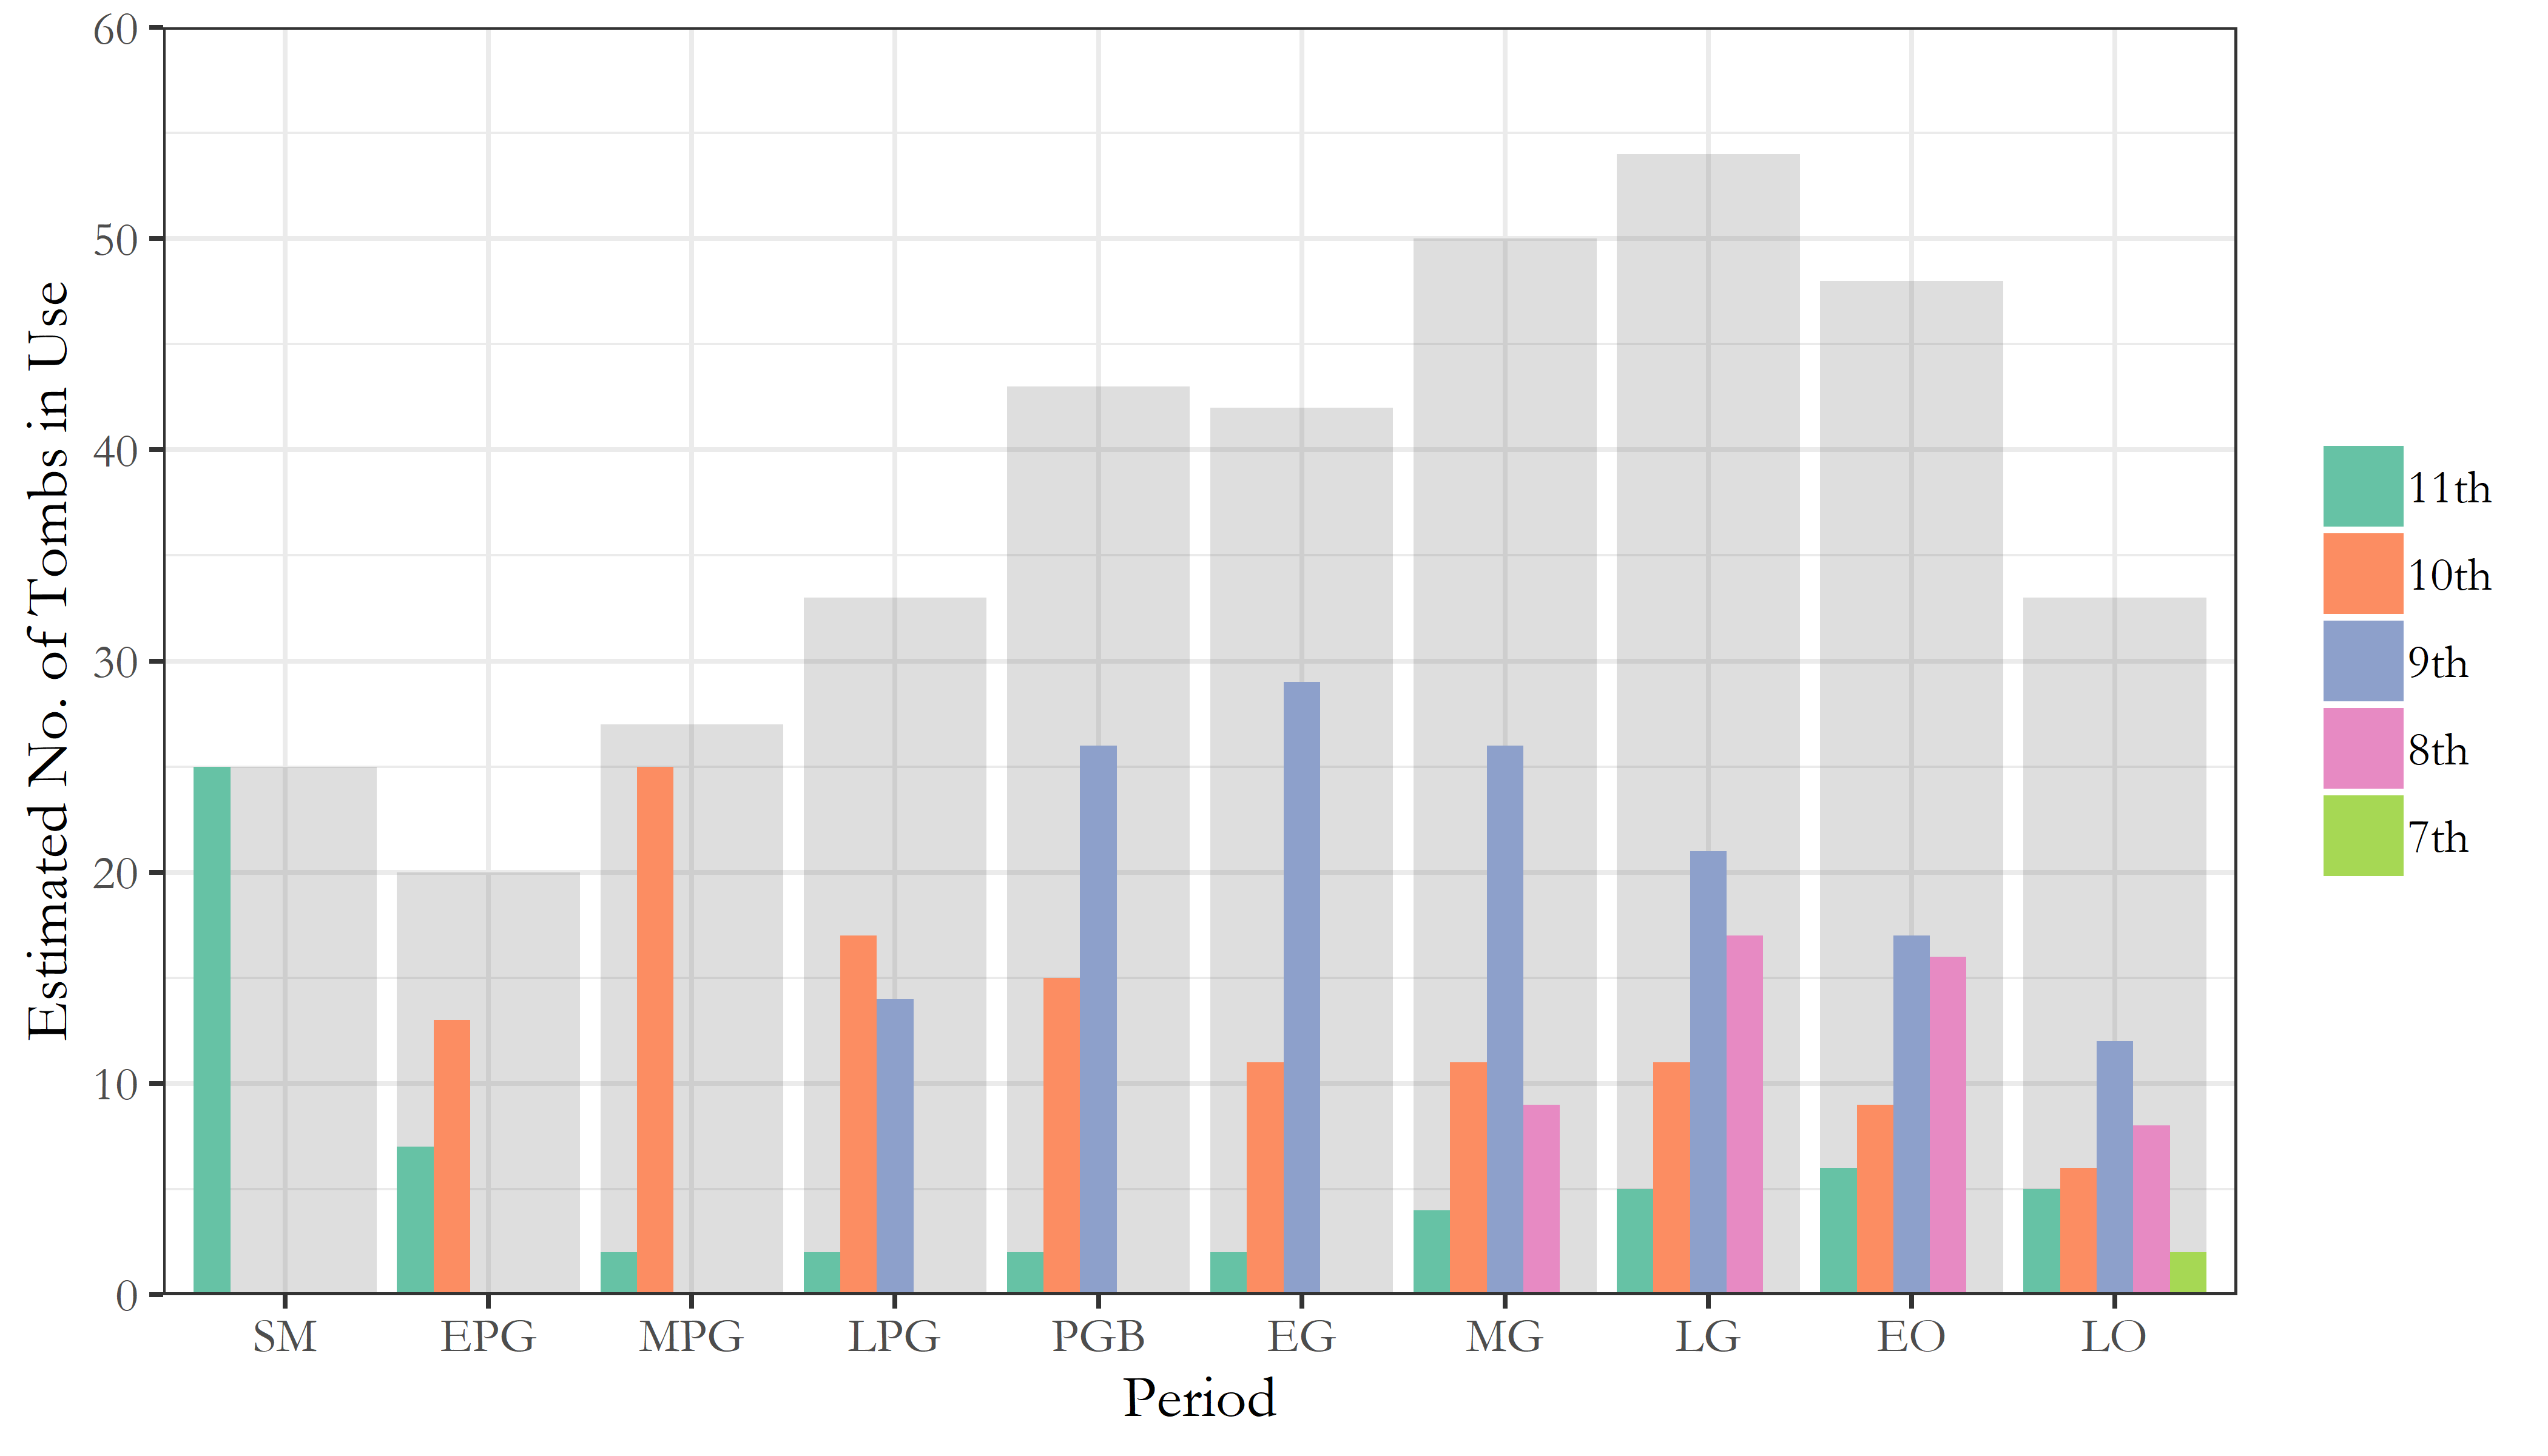 60
50
40
30
20
10
0
Estimated No. of Tombs in Use
SM EPG MPG LPG PGB EG MG LG EO LO
Period
11th
10th
9th
8th
7th